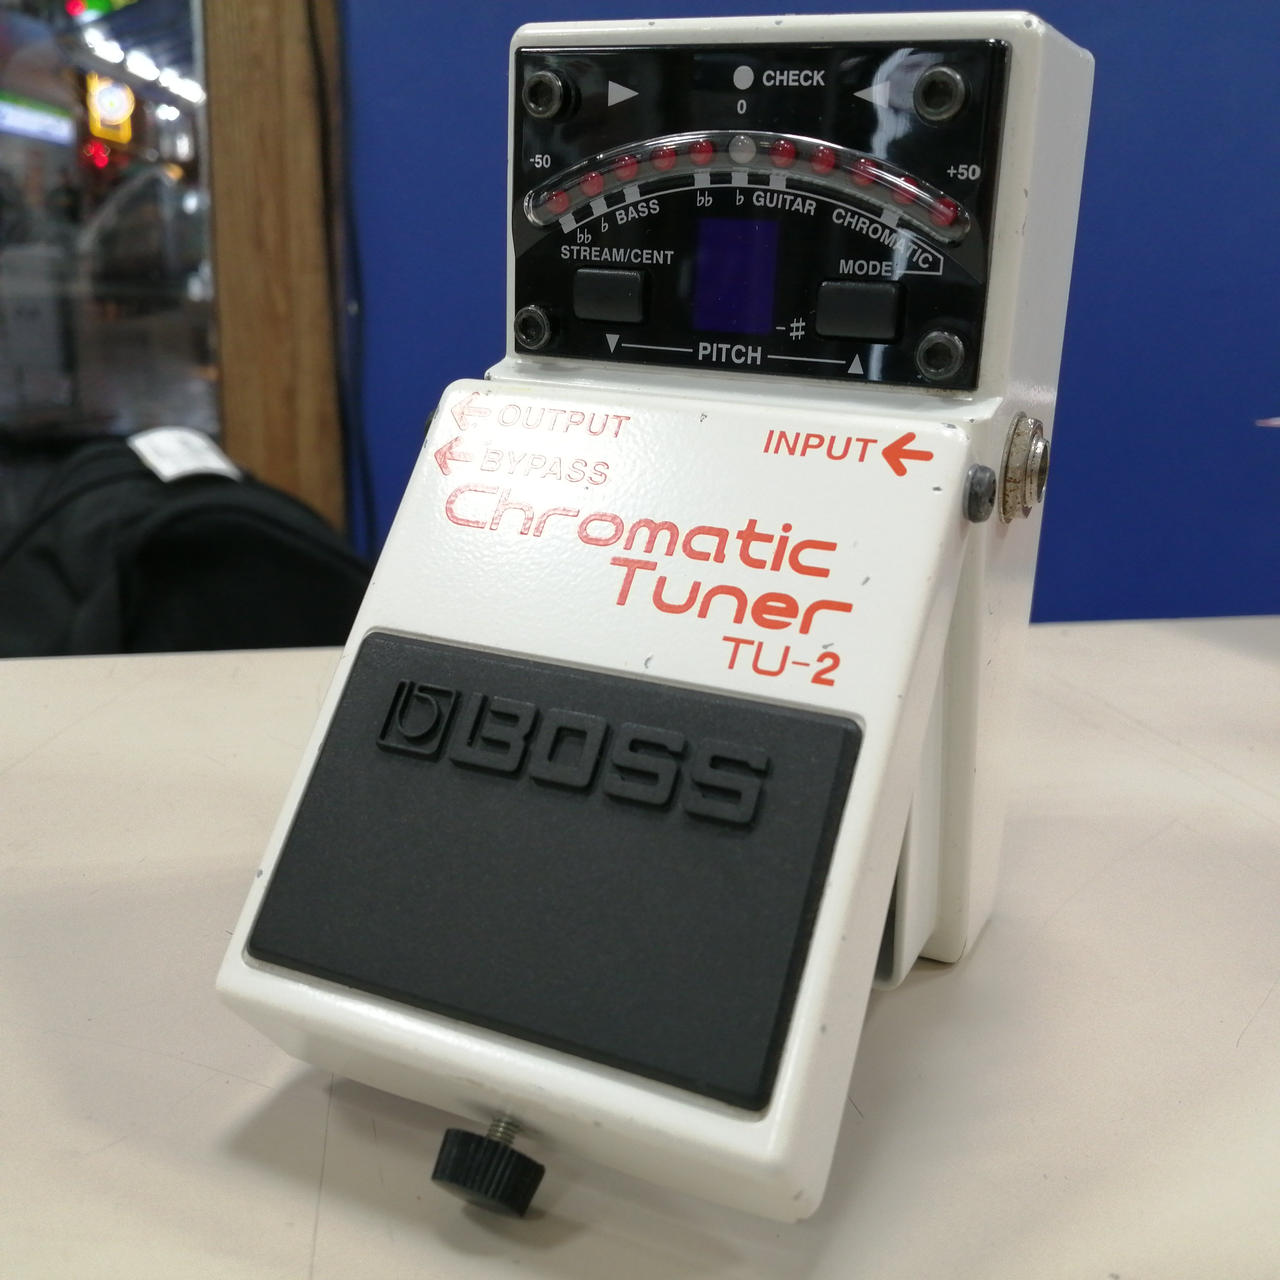 CHECK
0
-50
+50
bb b BASS
bb b GUITAR
CHROMATIC
STREAM/CENT
MODE
-#
PITCH
OUTPUT
BYPASS
INPUT
Chromatic
Tuner
TU-2
BOSS